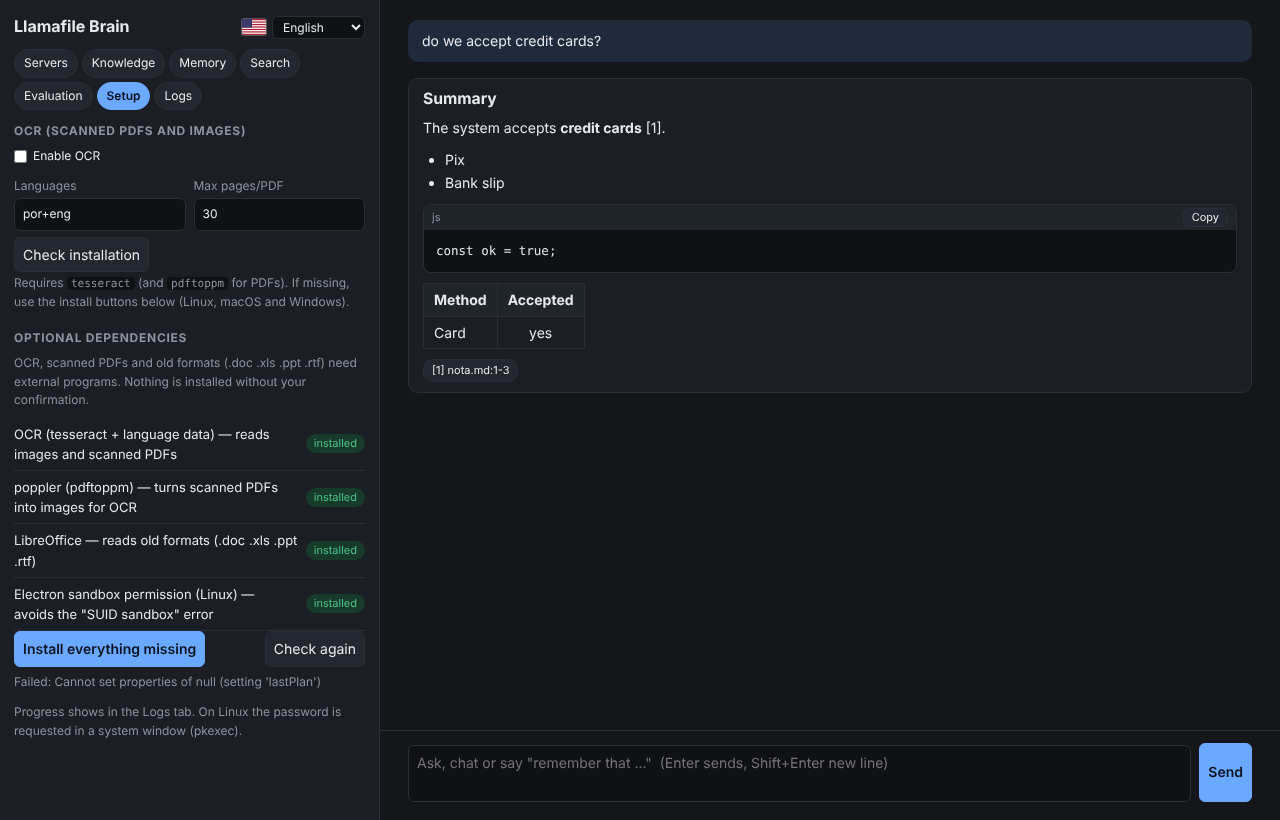 Llamafile Brain
English
Servers
Knowledge
Memory
Search
Evaluation
Setup
Logs
OCR (SCANNED PDFS AND IMAGES)
Enable OCR
Languages
Max pages/PDF
por+eng
30
Check installation
Requires tesseract (and pdftoppm for PDFs). If missing,
use the install buttons below (Linux, macOS and Windows).
OPTIONAL DEPENDENCIES
OCR, scanned PDFs and old formats (.doc .xls .ppt .rtf) need
external programs. Nothing is installed without your
confirmation.
OCR (tesseract + language data) — reads
images and scanned PDFs
installed
poppler (pdftoppm) — turns scanned PDFs
into images for OCR
installed
LibreOffice — reads old formats (.doc .xls .ppt
.rtf)
installed
Electron sandbox permission (Linux) —
avoids the "SUID sandbox" error
installed
Install everything missing
Check again
Failed: Cannot set properties of null (setting 'lastPlan')
Progress shows in the Logs tab. On Linux the password is
requested in a system window (pkexec).
do we accept credit cards?
Summary
The system accepts credit cards [1].
• Pix
• Bank slip
js
Copy
const ok = true;
Method Accepted
Card yes
[1] nota.md:1-3
Ask, chat or say "remember that ..." (Enter sends, Shift+Enter new line)
Send